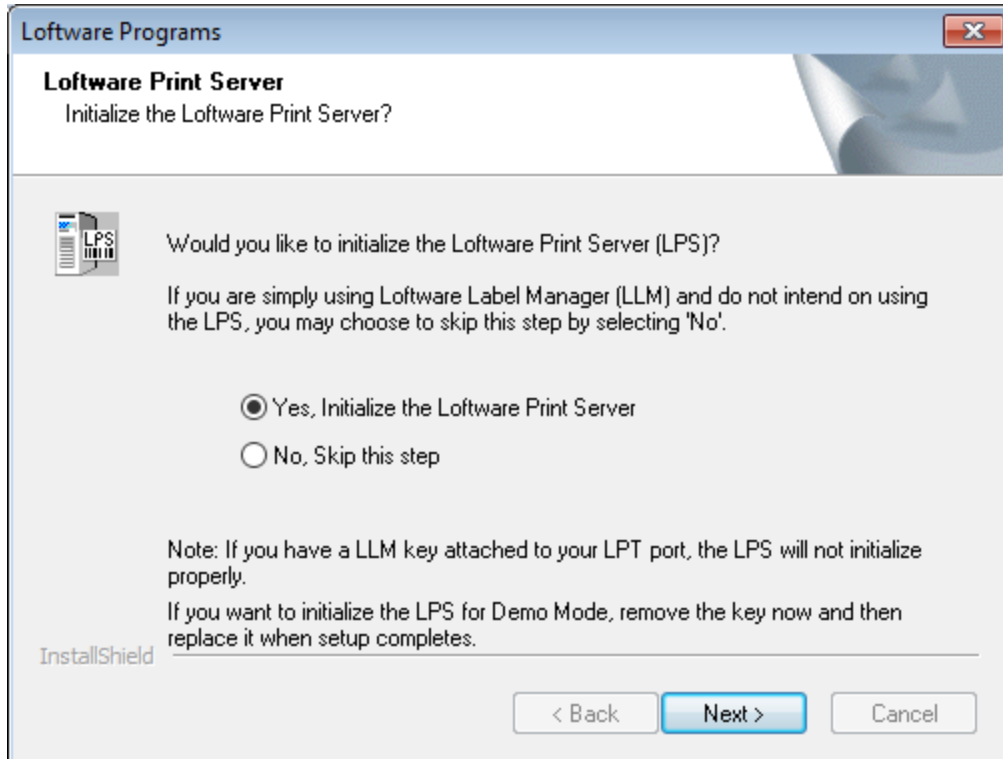 Loftware Programs
Loftware Print Server
Initialize the Loftware Print Server?
LPS
Would you like to initialize the Loftware Print Server (LPS)?
If you are simply using Loftware Label Manager (LLM) and do not intend on using
the LPS, you may choose to skip this step by selecting 'No'.
Yes, Initialize the Loftware Print Server
No, Skip this step
Note: If you have a LLM key attached to your LPT port, the LPS will not initialize
properly.
If you want to initialize the LPS for Demo Mode, remove the key now and then
replace it when setup completes.
InstallShield
< Back
Next >
Cancel